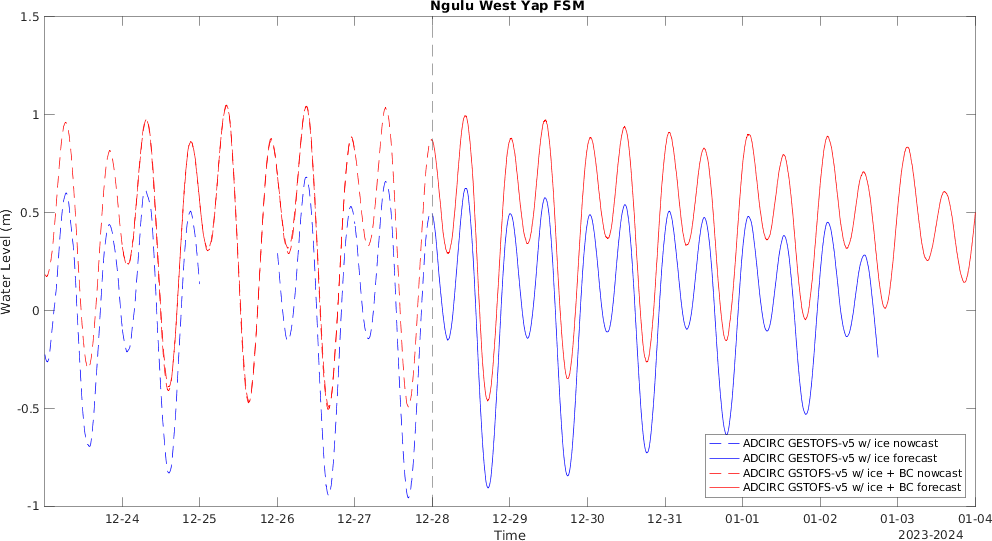 Ngulu West Yap FSM
1.5
1
0.5
0
-0.5
-1
Water Level (m)
12-24
12-25
12-26
12-27
12-28
12-29
12-30
12-31
01-01
01-02
01-03
01-04
Time
2023-2024
ADCIRC GESTOFS-v5 w/ ice nowcast
ADCIRC GESTOFS-v5 w/ ice forecast
ADCIRC GSTOFS-v5 w/ ice + BC nowcast
ADCIRC GSTOFS-v5 w/ ice + BC forecast